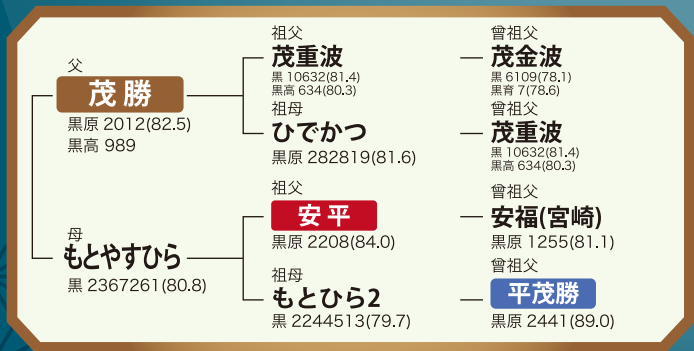 父
茂勝
黒原 2012(82.5)
黒高 989
祖父
茂重波
黒 10632(81.4)
黒高 634(80.3)
曾祖父
茂金波
黒 6109(78.1)
黒育 7(78.6)
祖母
ひでかつ
黒原 282819(81.6)
曾祖父
茂重波
黒 10632(81.4)
黒高 634(80.3)
母
もとやすひら
黒 2367261(80.8)
祖父
安平
黒原 2208(84.0)
曾祖父
安福(宮崎)
黒原 1255(81.1)
祖母
もとひら2
黒 2244513(79.7)
曾祖父
平茂勝
黒原 2441(89.0)